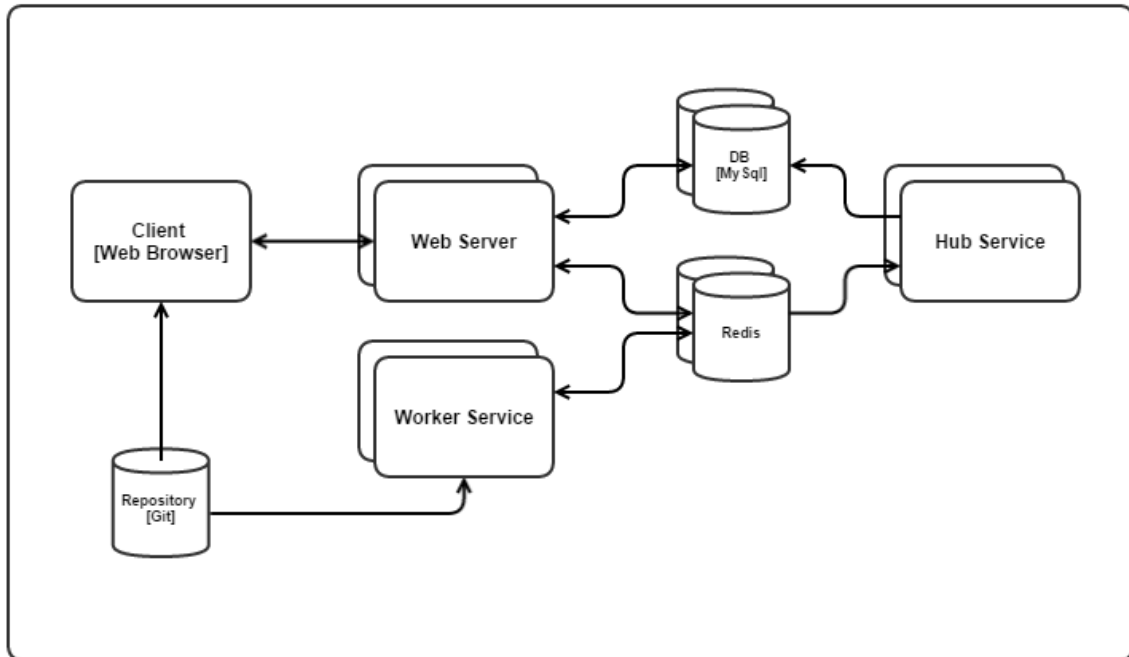 DB
[My Sql]
Client
[Web Browser]
Web Server
Hub Service
Redis
Worker Service
Repository
[Git]